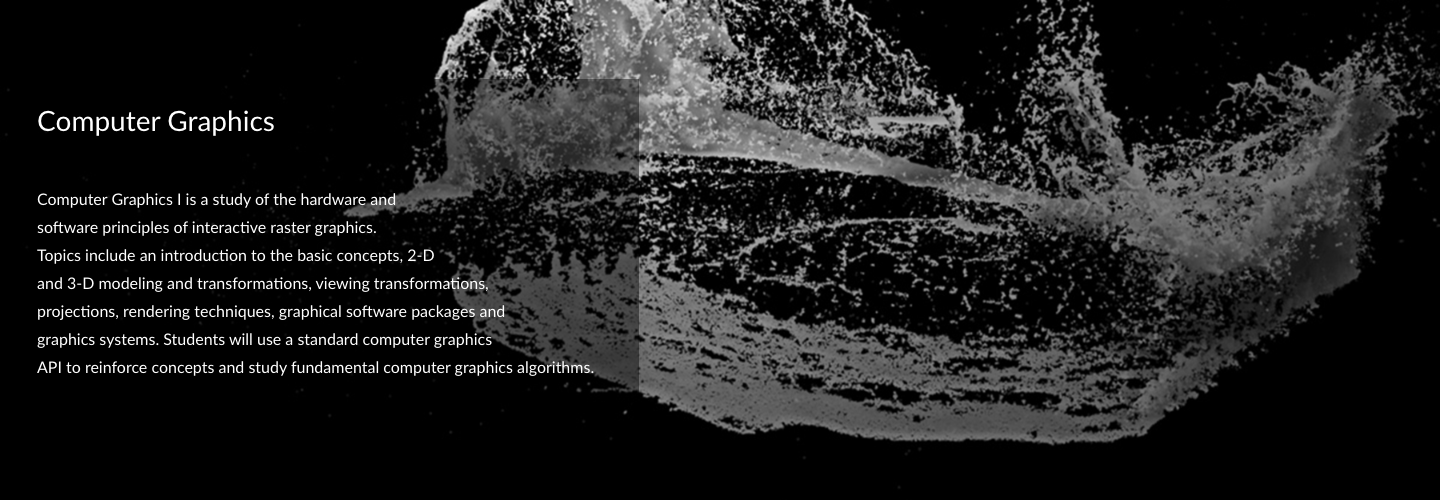 Computer Graphics
Computer Graphics I is a study of the hardware and
software principles of interactive raster graphics.
Topics include an introduction to the basic concepts, 2-D
and 3-D modeling and transformations, viewing transformations,
projections, rendering techniques, graphical software packages and
graphics systems. Students will use a standard computer graphics
API to reinforce concepts and study fundamental computer graphics algorithms.